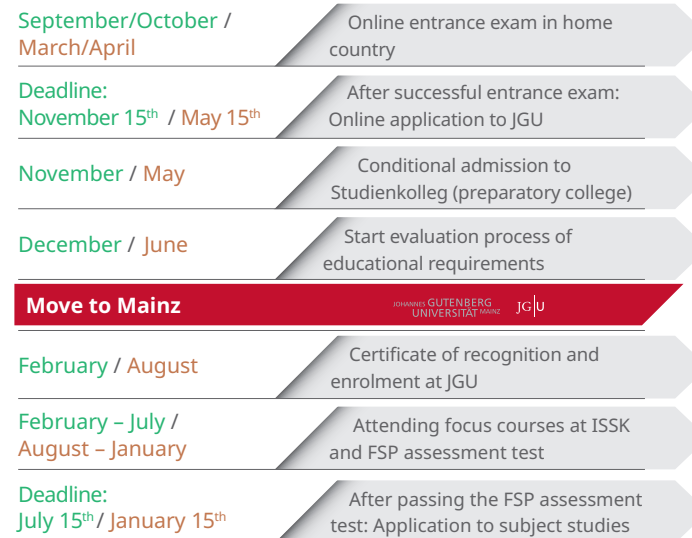 September/October /
March/April
Online entrance exam in home
country
Deadline:
November 15th / May 15th
After successful entrance exam:
Online application to JGU
November / May
Conditional admission to
Studienkolleg (preparatory college)
December / June
Start evaluation process of
educational requirements
Move to Mainz
JOHANNES GUTENBERG
UNIVERSITÄT MAINZ
JG|U
February / August
Certificate of recognition and
enrolment at JGU
February – July /
August – January
Attending focus courses at ISSK
and FSP assessment test
Deadline:
July 15th / January 15th
After passing the FSP assessment
test: Application to subject studies